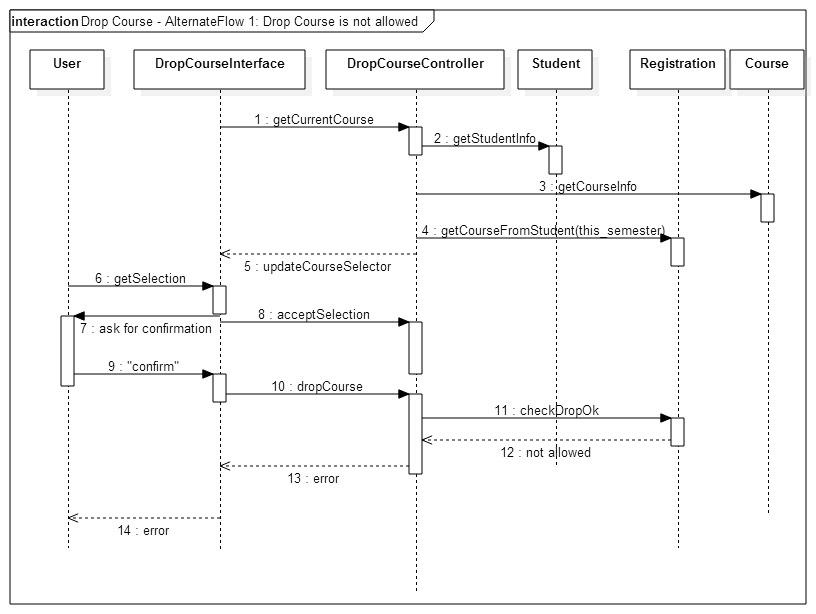 interaction Drop Course - AlternateFlow 1: Drop Course is not allowed
User
DropCourseInterface
DropCourseController
Student
Registration
Course
1 : getCurrentCourse
2 : getStudentInfo
3 : getCourseInfo
4 : getCourseFromStudent(this_semester)
5 : updateCourseSelector
6 : getSelection
7 : ask for confirmation
8 : acceptSelection
9 : "confirm"
10 : dropCourse
11 : checkDropOk
12 : not allowed
13 : error
14 : error